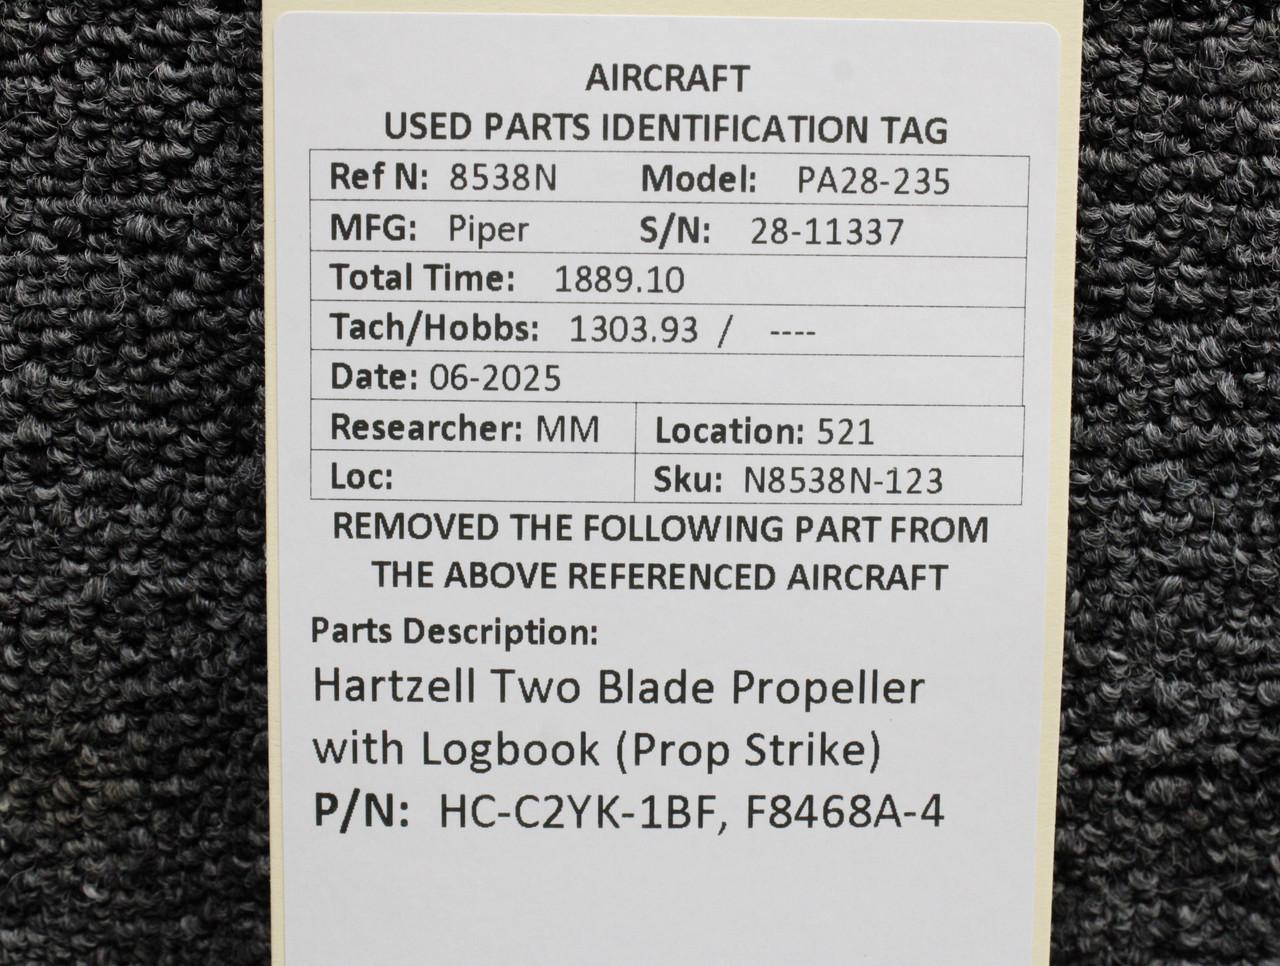 AIRCRAFT
USED PARTS IDENTIFICATION TAG
Ref N: 8538N Model: PA28-235
MFG: Piper S/N: 28-11337
Total Time: 1889.10
Tach/Hobbs: 1303.93 / ----
Date: 06-2025
Researcher: MM Location: 521
Loc: Sku: N8538N-123
REMOVED THE FOLLOWING PART FROM
THE ABOVE REFERENCED AIRCRAFT
Parts Description:
Hartzell Two Blade Propeller
with Logbook (Prop Strike)
P/N: HC-C2YK-1BF, F8468A-4